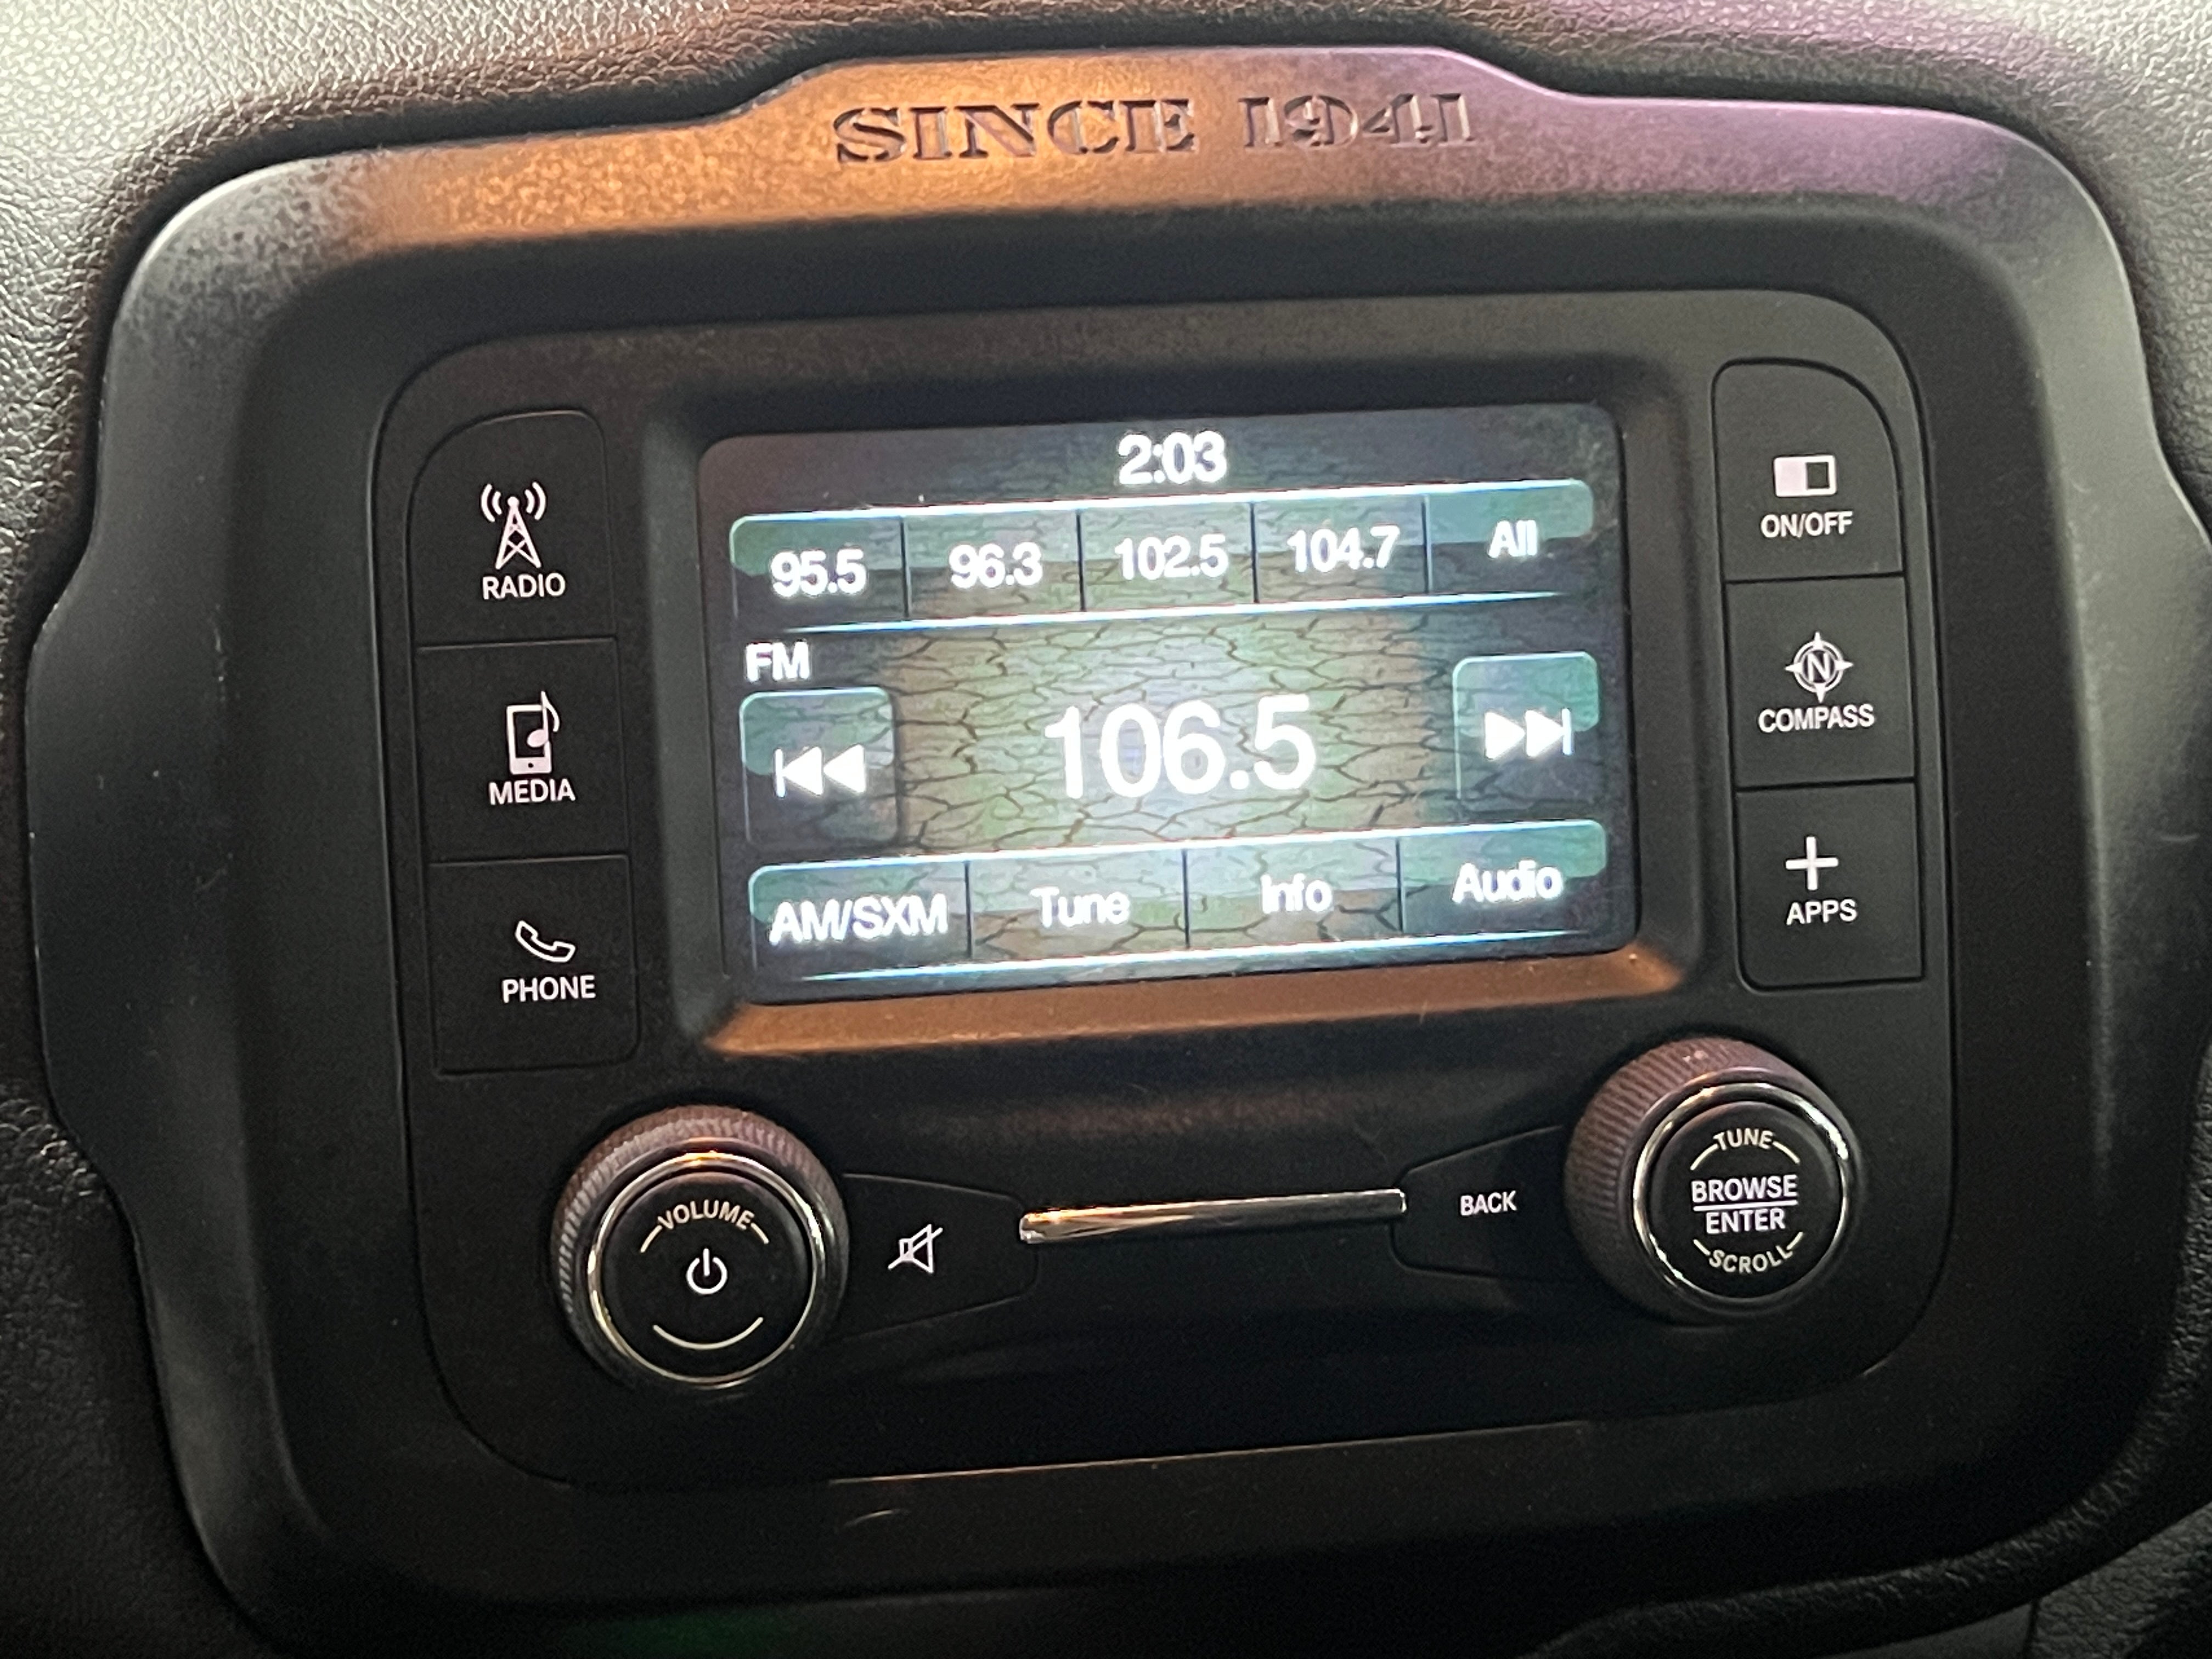 SINCE 1941
2:03
95.5 96.3 102.5 104.7 All
FM
106.5
AM/SXM Tune Info Audio
RADIO
MEDIA
PHONE
ON/OFF
N
COMPASS
APPS
VOLUME
BACK
TUNE
BROWSE
ENTER
SCROLL